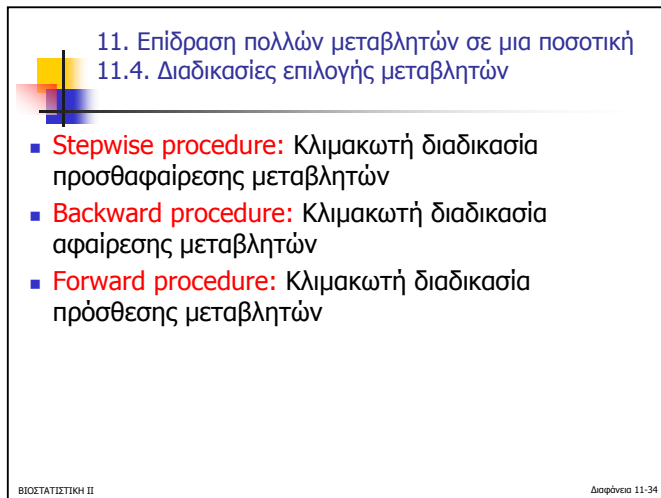 11. Επίδραση πολλών μεταβλητών σε μια ποσοτική
11.4. Διαδικασίες επιλογής μεταβλητών
Stepwise procedure: Κλιμακωτή διαδικασία
προσθαφαίρεσης μεταβλητών
Backward procedure: Κλιμακωτή διαδικασία
αφαίρεσης μεταβλητών
Forward procedure: Κλιμακωτή διαδικασία
πρόσθεσης μεταβλητών
ΒΙΟΣΤΑΤΙΣΤΙΚΗ ΙΙ
Διαφάνεια 11-34